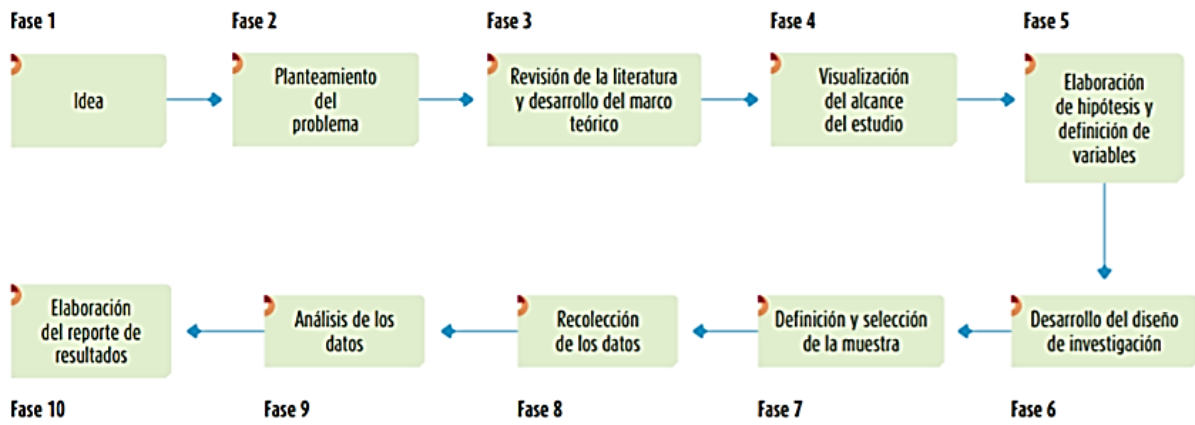 Fase 1
Idea
Fase 2
Planteamiento
del
problema
Fase 3
Revisión de la literatura
y desarrollo del marco
teórico
Fase 4
Visualización
del alcance
del estudio
Fase 5
Elaboración
de hipótesis y
definición de
variables
Desarrollo del diseño
de investigación
Fase 6
Definición y selección
de la muestra
Fase 7
Recolección
de los datos
Fase 8
Análisis de los
datos
Fase 9
Elaboración
del reporte de
resultados
Fase 10